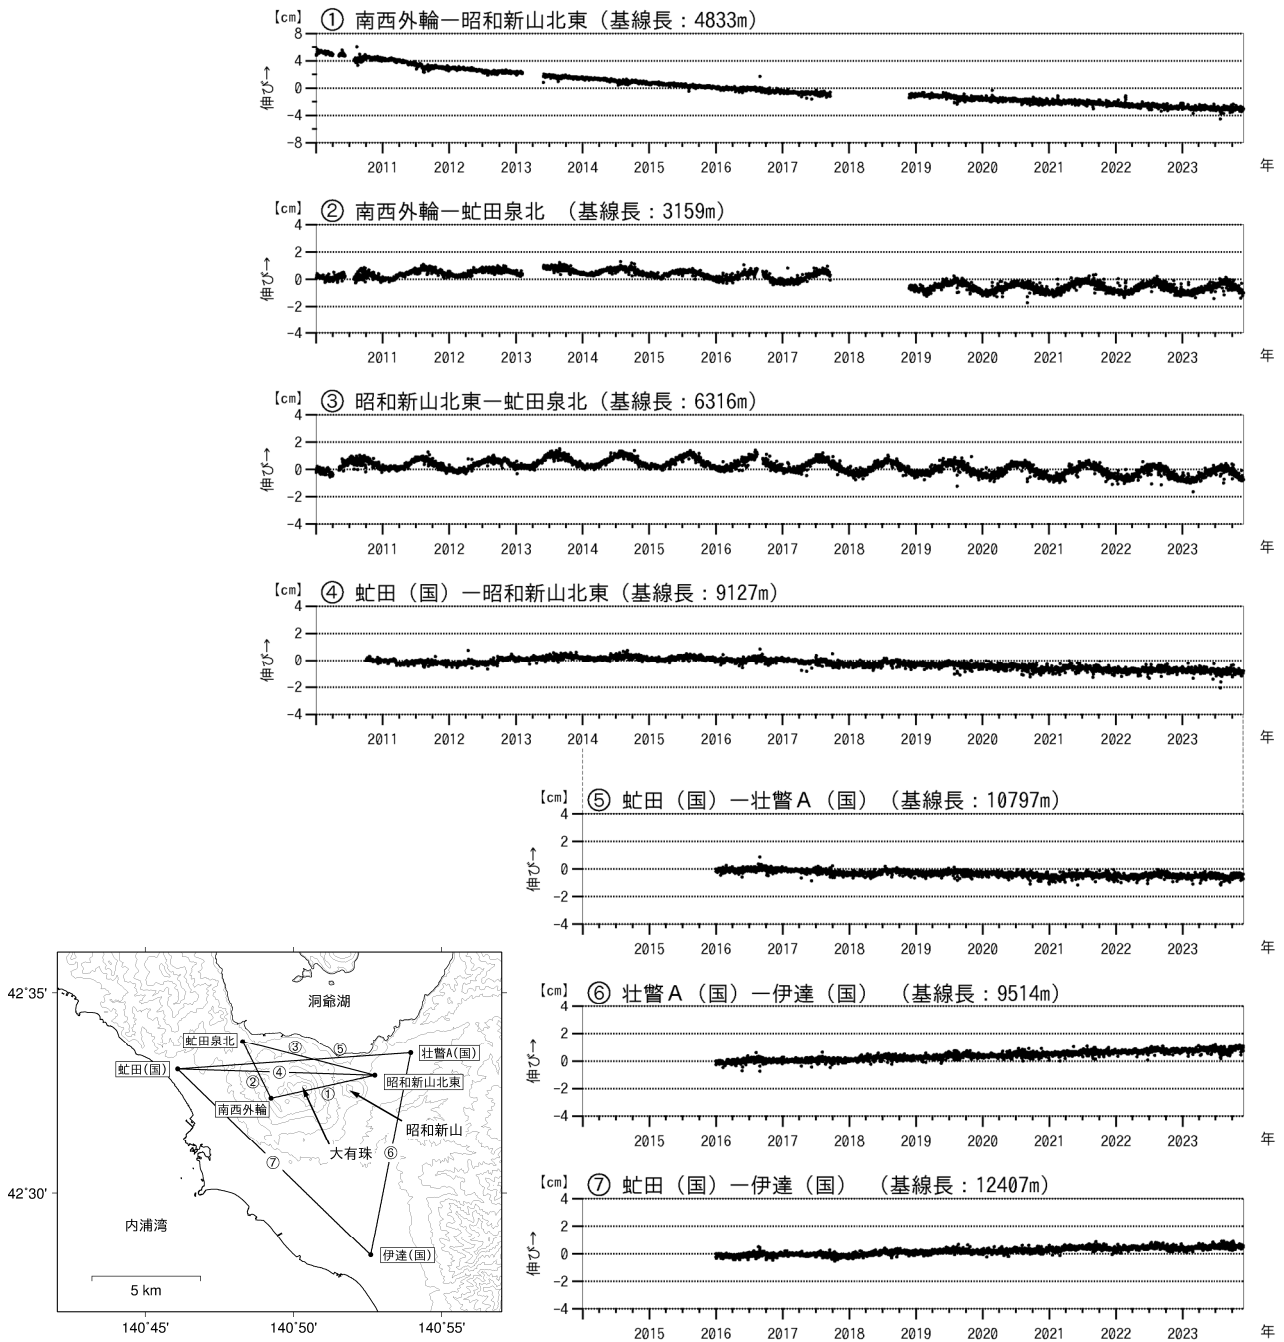 【cm】 ① 南西外輪ー昭和新山北東（基線長：4833m）
8
4
0
-4
-8
伸び→
2011 2012 2013 2014 2015 2016 2017 2018 2019 2020 2021 2022 2023 年
【cm】 ② 南西外輪ー虻田泉北 （基線長：3159m）
4
2
0
-2
-4
伸び→
2011 2012 2013 2014 2015 2016 2017 2018 2019 2020 2021 2022 2023 年
【cm】 ③ 昭和新山北東ー虻田泉北（基線長：6316m）
4
2
0
-2
-4
伸び→
2011 2012 2013 2014 2015 2016 2017 2018 2019 2020 2021 2022 2023 年
【cm】 ④ 虻田（国）ー昭和新山北東（基線長：9127m）
4
2
0
-2
-4
伸び→
2011 2012 2013 2014 2015 2016 2017 2018 2019 2020 2021 2022 2023 年
【cm】 ⑤ 虻田（国）ー壮瞥Ａ（国）（基線長：10797m）
4
2
0
-2
-4
伸び→
2015 2016 2017 2018 2019 2020 2021 2022 2023 年
【cm】 ⑥ 壮瞥Ａ（国）ー伊達（国） （基線長：9514m）
4
2
0
-2
-4
伸び→
2015 2016 2017 2018 2019 2020 2021 2022 2023 年
【cm】 ⑦ 虻田（国）ー伊達（国） （基線長：12407m）
4
2
0
-2
-4
伸び→
2015 2016 2017 2018 2019 2020 2021 2022 2023 年
42°35'
42°30'
洞爺湖
虻田泉北
③
⑤
壮瞥A(国)
虻田(国)
④
昭和新山北東
②
①
南西外輪
昭和新山
大有珠
⑥
⑦
内浦湾
伊達(国)
5 km
140°45' 140°50' 140°55'